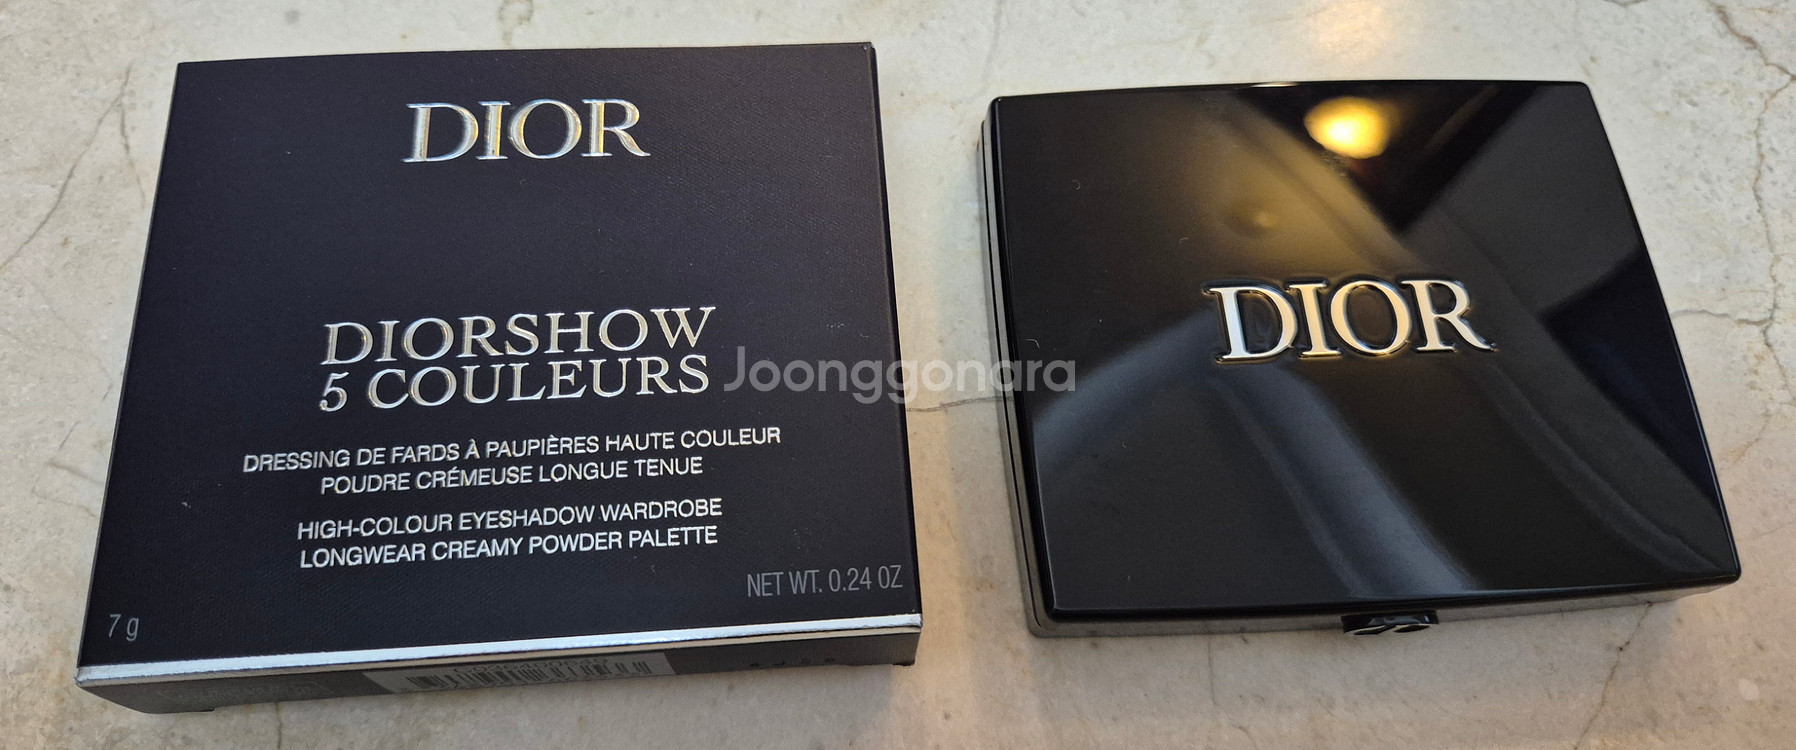 DIOR
DIORSHOW
5 COULEURS
DRESSING DE FARDS À PAUPIÈRES HAUTE COULEUR
POUDRE CRÉMEUSE LONGUE TENUE
HIGH-COLOUR EYESHADOW WARDROBE
LONGWEAR CREAMY POWDER PALETTE
NET WT. 0.24 OZ
7 g
Joonggonara
DIOR